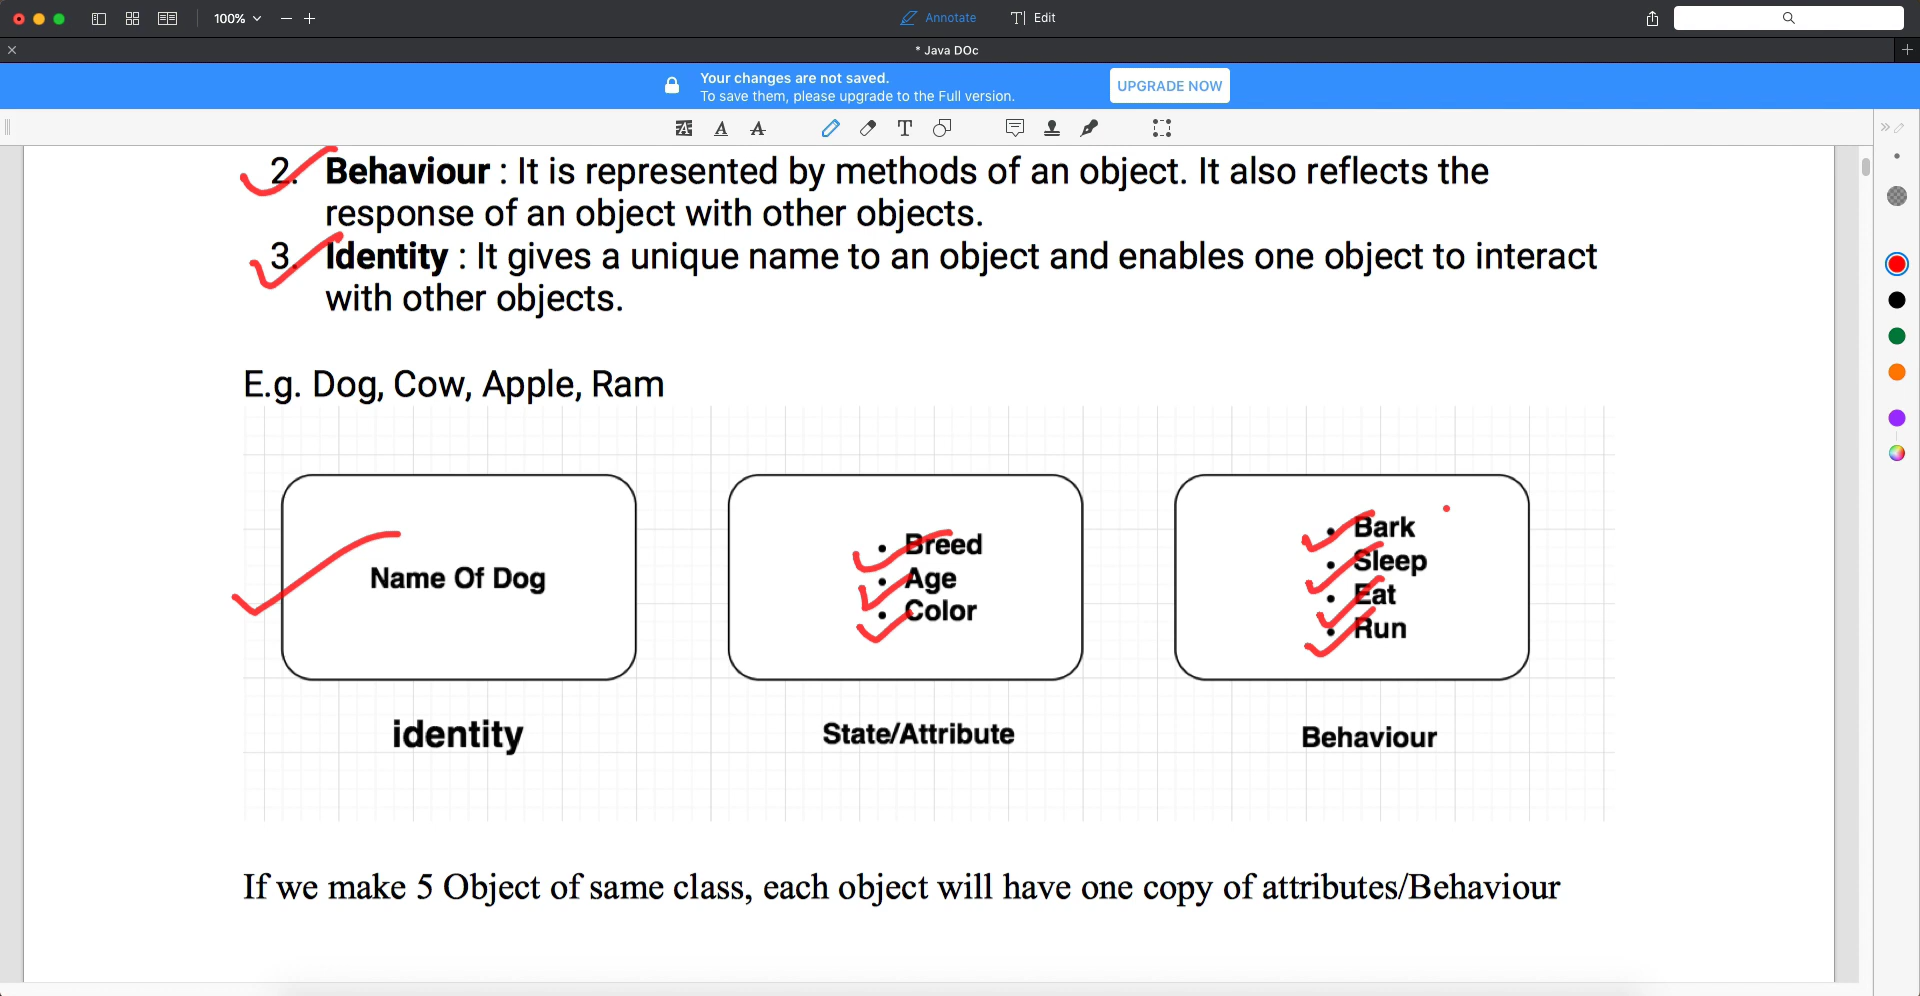 100%
Annotate
Edit
* Java DOc
Your changes are not saved.
To save them, please upgrade to the Full version.
UPGRADE NOW
2. Behaviour : It is represented by methods of an object. It also reflects the
response of an object with other objects.
3. Identity : It gives a unique name to an object and enables one object to interact
with other objects.
E.g. Dog, Cow, Apple, Ram
Name Of Dog
identity
• Breed
• Age
• Color
State/Attribute
• Bark
• Sleep
• Eat
• Run
Behaviour
If we make 5 Object of same class, each object will have one copy of attributes/Behaviour